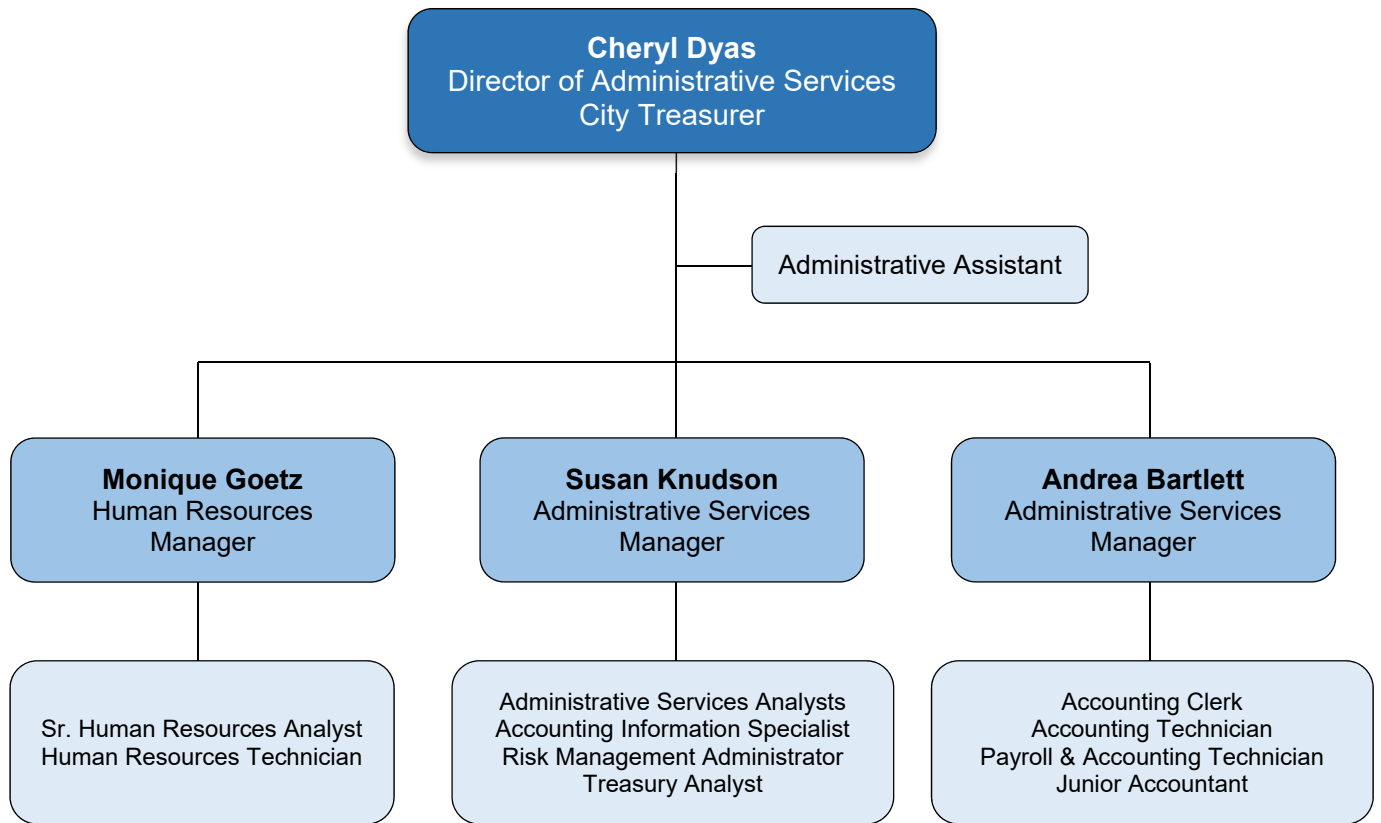 Cheryl Dyas
Director of Administrative Services
City Treasurer
Administrative Assistant
Monique Goetz
Human Resources
Manager
Susan Knudson
Administrative Services
Manager
Andrea Bartlett
Administrative Services
Manager
Sr. Human Resources Analyst
Human Resources Technician
Administrative Services Analysts
Accounting Information Specialist
Risk Management Administrator
Treasury Analyst
Accounting Clerk
Accounting Technician
Payroll & Accounting Technician
Junior Accountant